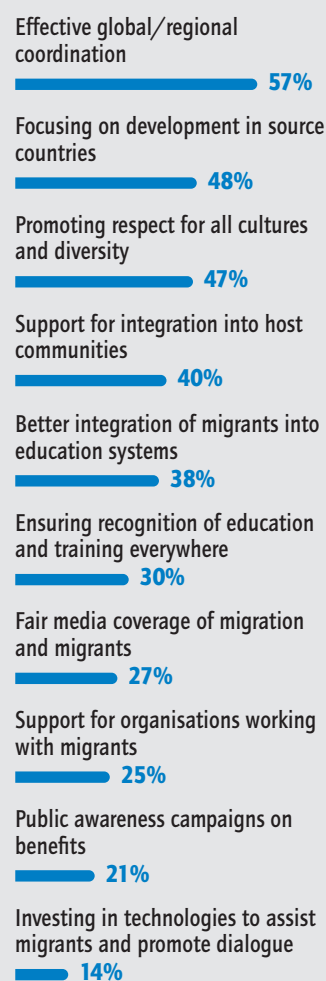 Effective global/regional
coordination
57%
Focusing on development in source
countries
48%
Promoting respect for all cultures
and diversity
47%
Support for integration into host
communities
40%
Better integration of migrants into
education systems
38%
Ensuring recognition of education
and training everywhere
30%
Fair media coverage of migration
and migrants
27%
Support for organisations working
with migrants
25%
Public awareness campaigns on
benefits
21%
Investing in technologies to assist
migrants and promote dialogue
14%